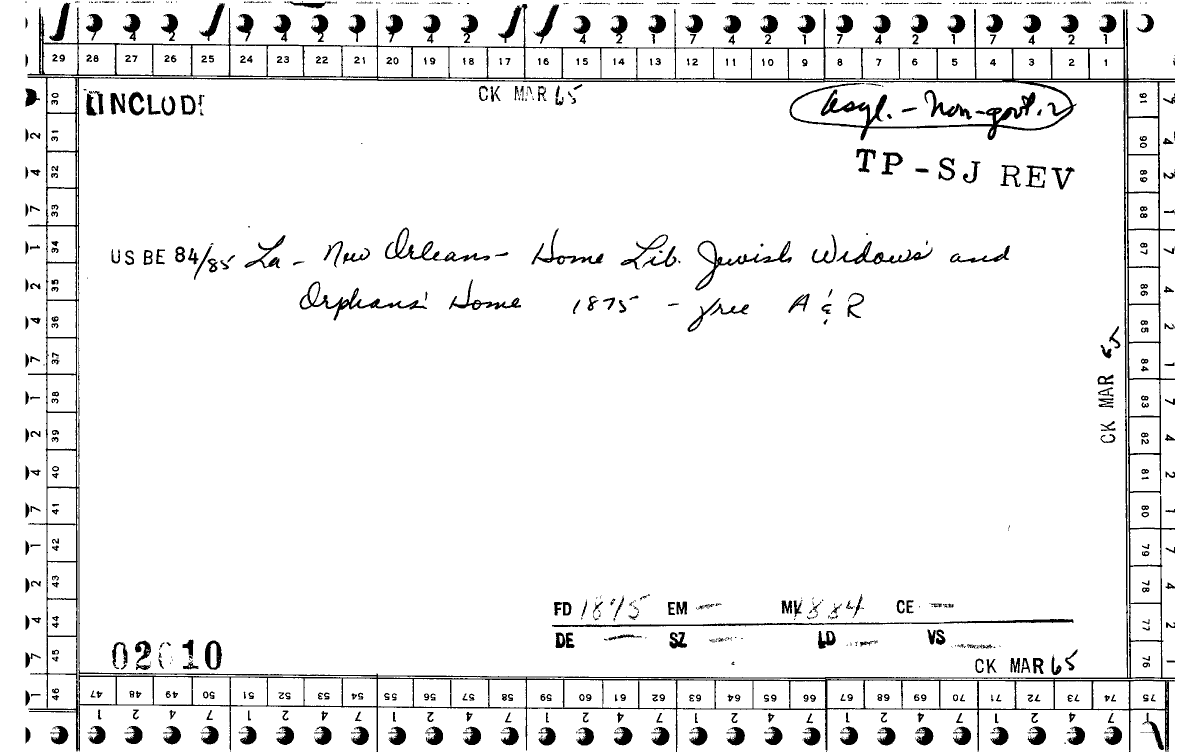 7 4 2 7 4 2 1 7 4 2 1 7 4 2 1 7 4 2 1 7 4 2 1 7 4 2 1
29 28 27 26 25 24 23 22 21 20 19 18 17 16 15 14 13 12 11 10 9 8 7 6 5 4 3 2 1
INCLUD
CK MAR 65
asyl. - Non-govt.
TP-SJ REV
US BE 84/85 La - New Orleans - Home Lib. Jewish Widows' and
Orphans' Home 1875 - free A & R
CK MAR 65
FD 1875 EM — MV 1884 CE —
DE — SZ — LD — VS —
02610
CK MAR 65
30 31 32 33 34 35 36 37 38 39 40 41 42 43 44 45 46
91 90 89 88 87 86 85 84 83 82 81 80 79 78 77 76 75
47 48 49 50 51 52 53 54 55 56 57 58 59 60 61 62 63 64 65 66 67 68 69 70 71 72 73 74
1 2 4 7 1 2 4 7 1 2 4 7 1 2 4 7 1 2 4 7 1 2 4 7 1 2 4 7